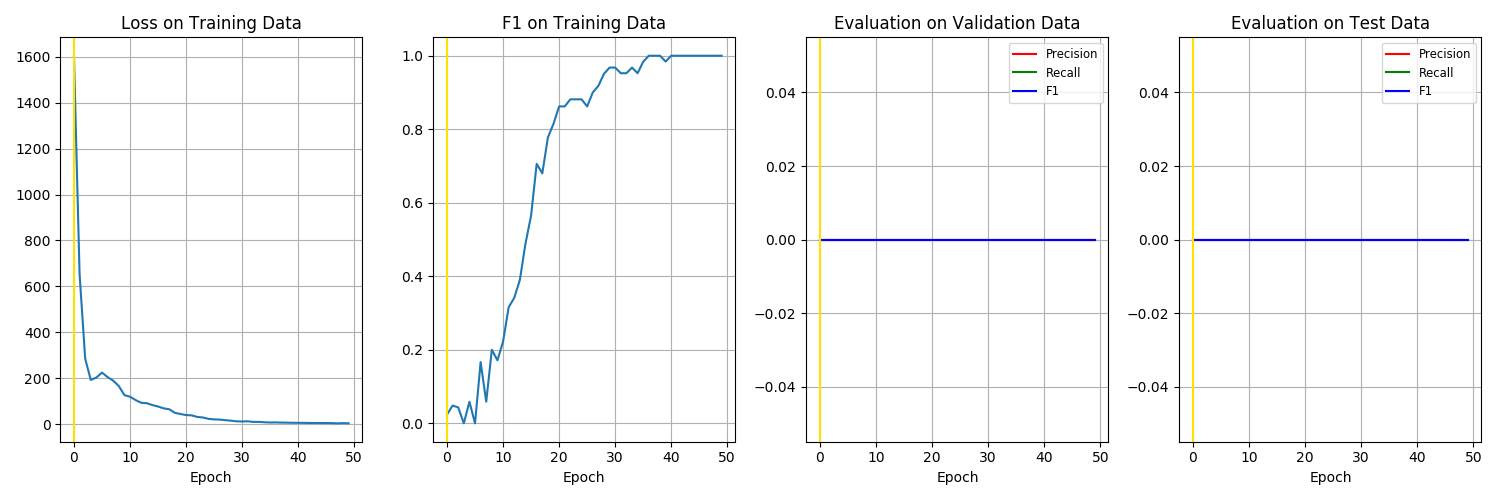 Loss on Training Data
1600
1400
1200
1000
800
600
400
200
0
0 10 20 30 40 50
Epoch
F1 on Training Data
1.0
0.8
0.6
0.4
0.2
0.0
0 10 20 30 40 50
Epoch
Evaluation on Validation Data
Precision
Recall
F1
0.04
0.02
0.00
−0.02
−0.04
0 10 20 30 40 50
Epoch
Evaluation on Test Data
Precision
Recall
F1
0.04
0.02
0.00
−0.02
−0.04
0 10 20 30 40 50
Epoch